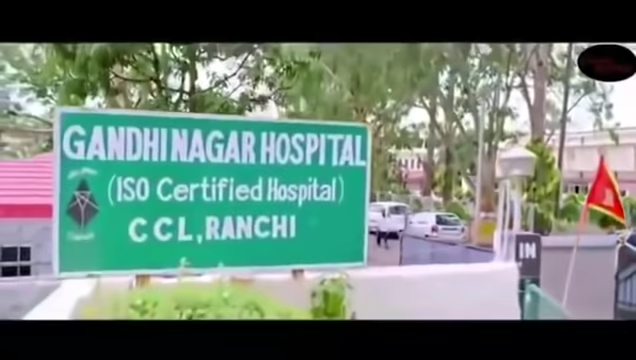 GANDHI NAGAR HOSPITAL
(ISO Certified Hospital)
CCL, RANCHI
IN